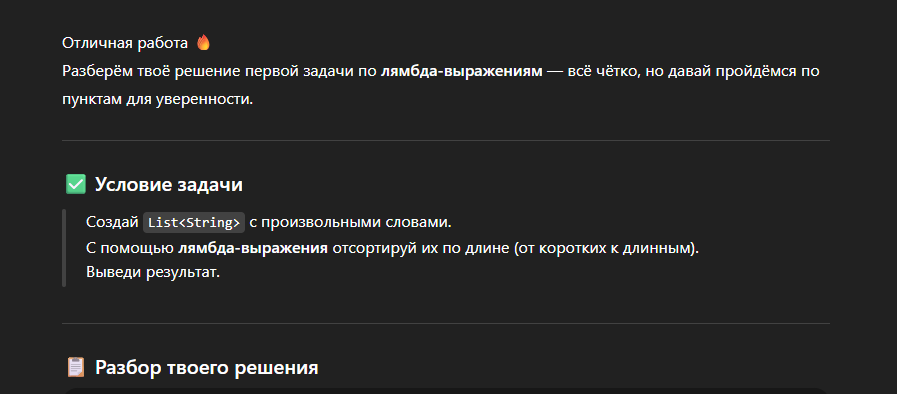 Отличная работа 🔥
Разберём твоё решение первой задачи по лямбда-выражениям — всё чётко, но давай пройдёмся по
пунктам для уверенности.
✅ Условие задачи
Создай List<String> с произвольными словами.
С помощью лямбда-выражения отсортируй их по длине (от коротких к длинным).
Выведи результат.
📋 Разбор твоего решения